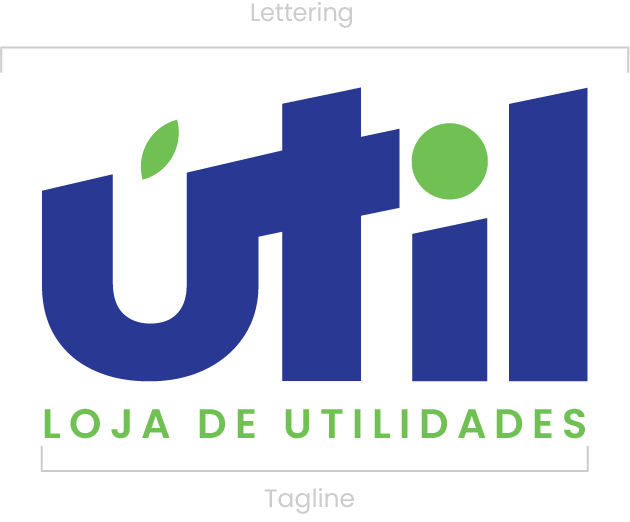 Lettering
útil
LOJA DE UTILIDADES
Tagline